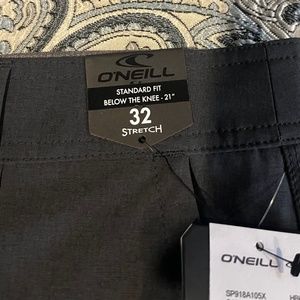 O'NEILL
STANDARD FIT
BELOW THE KNEE - 21"
32
STRETCH
O'NEILL
SP918A105X